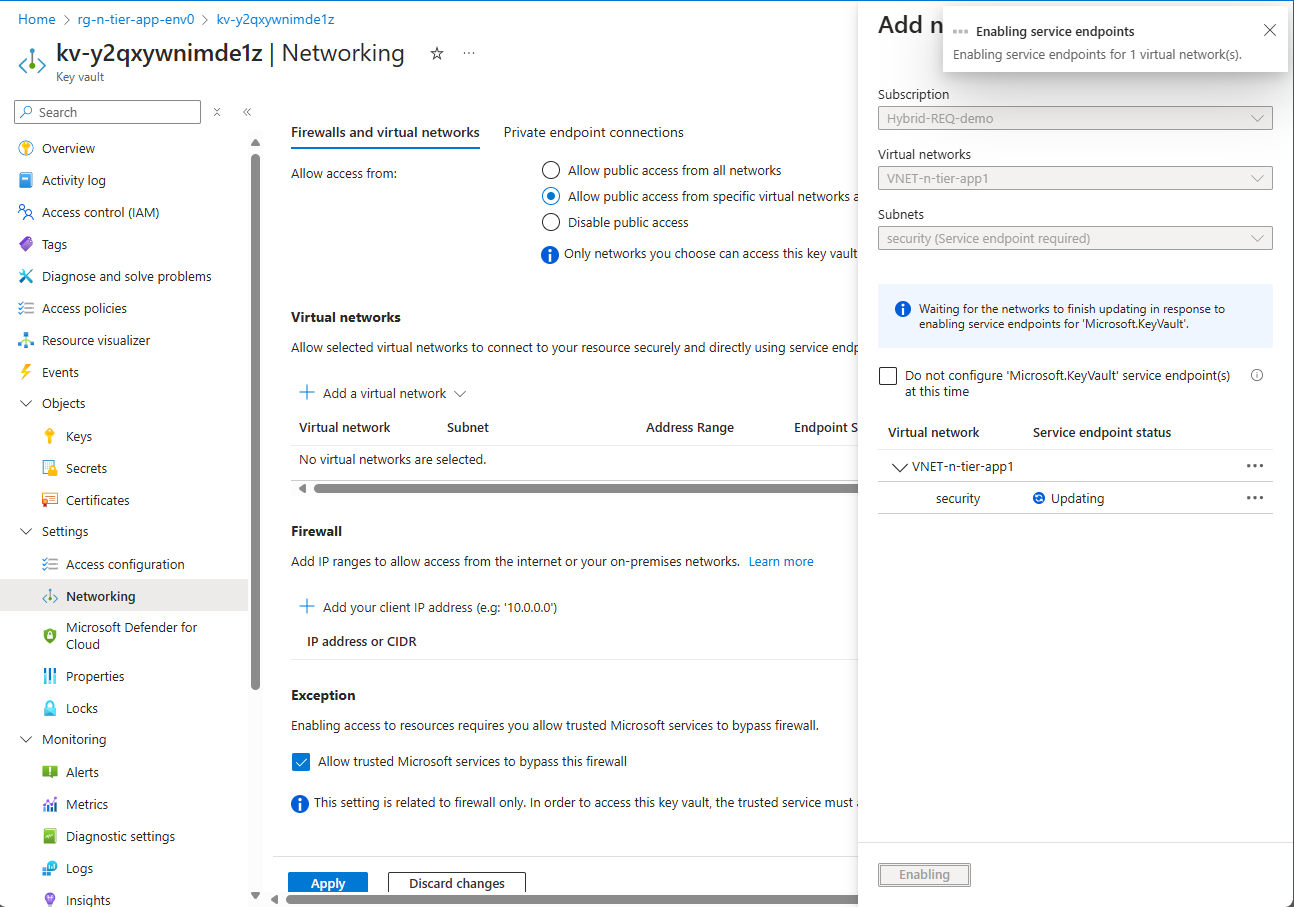 Home > rg-n-tier-app-env0 > kv-y2qxywnimde1z
kv-y2qxywnimde1z | Networking
Key vault
Search
Overview
Activity log
Access control (IAM)
Tags
Diagnose and solve problems
Access policies
Resource visualizer
Events
Objects
Keys
Secrets
Certificates
Settings
Access configuration
Networking
Microsoft Defender for
Cloud
Properties
Locks
Monitoring
Alerts
Metrics
Diagnostic settings
Logs
Insights
Firewalls and virtual networks
Private endpoint connections
Allow access from:
Allow public access from all networks
Allow public access from specific virtual networks a
Disable public access
Only networks you choose can access this key vault
Virtual networks
Allow selected virtual networks to connect to your resource securely and directly using service endp
Add a virtual network
Virtual network Subnet Address Range Endpoint S
No virtual networks are selected.
Firewall
Add IP ranges to allow access from the internet or your on-premises networks. Learn more
Add your client IP address (e.g: '10.0.0.0')
IP address or CIDR
Exception
Enabling access to resources requires you allow trusted Microsoft services to bypass firewall.
Allow trusted Microsoft services to bypass this firewall
This setting is related to firewall only. In order to access this key vault, the trusted service must a
Apply
Discard changes
Add n
Enabling service endpoints
Enabling service endpoints for 1 virtual network(s).
Subscription
Hybrid-REQ-demo
Virtual networks
VNET-n-tier-app1
Subnets
security (Service endpoint required)
Waiting for the networks to finish updating in response to
enabling service endpoints for 'Microsoft.KeyVault'.
Do not configure 'Microsoft.KeyVault' service endpoint(s)
at this time
Virtual network Service endpoint status
VNET-n-tier-app1
security Updating
Enabling